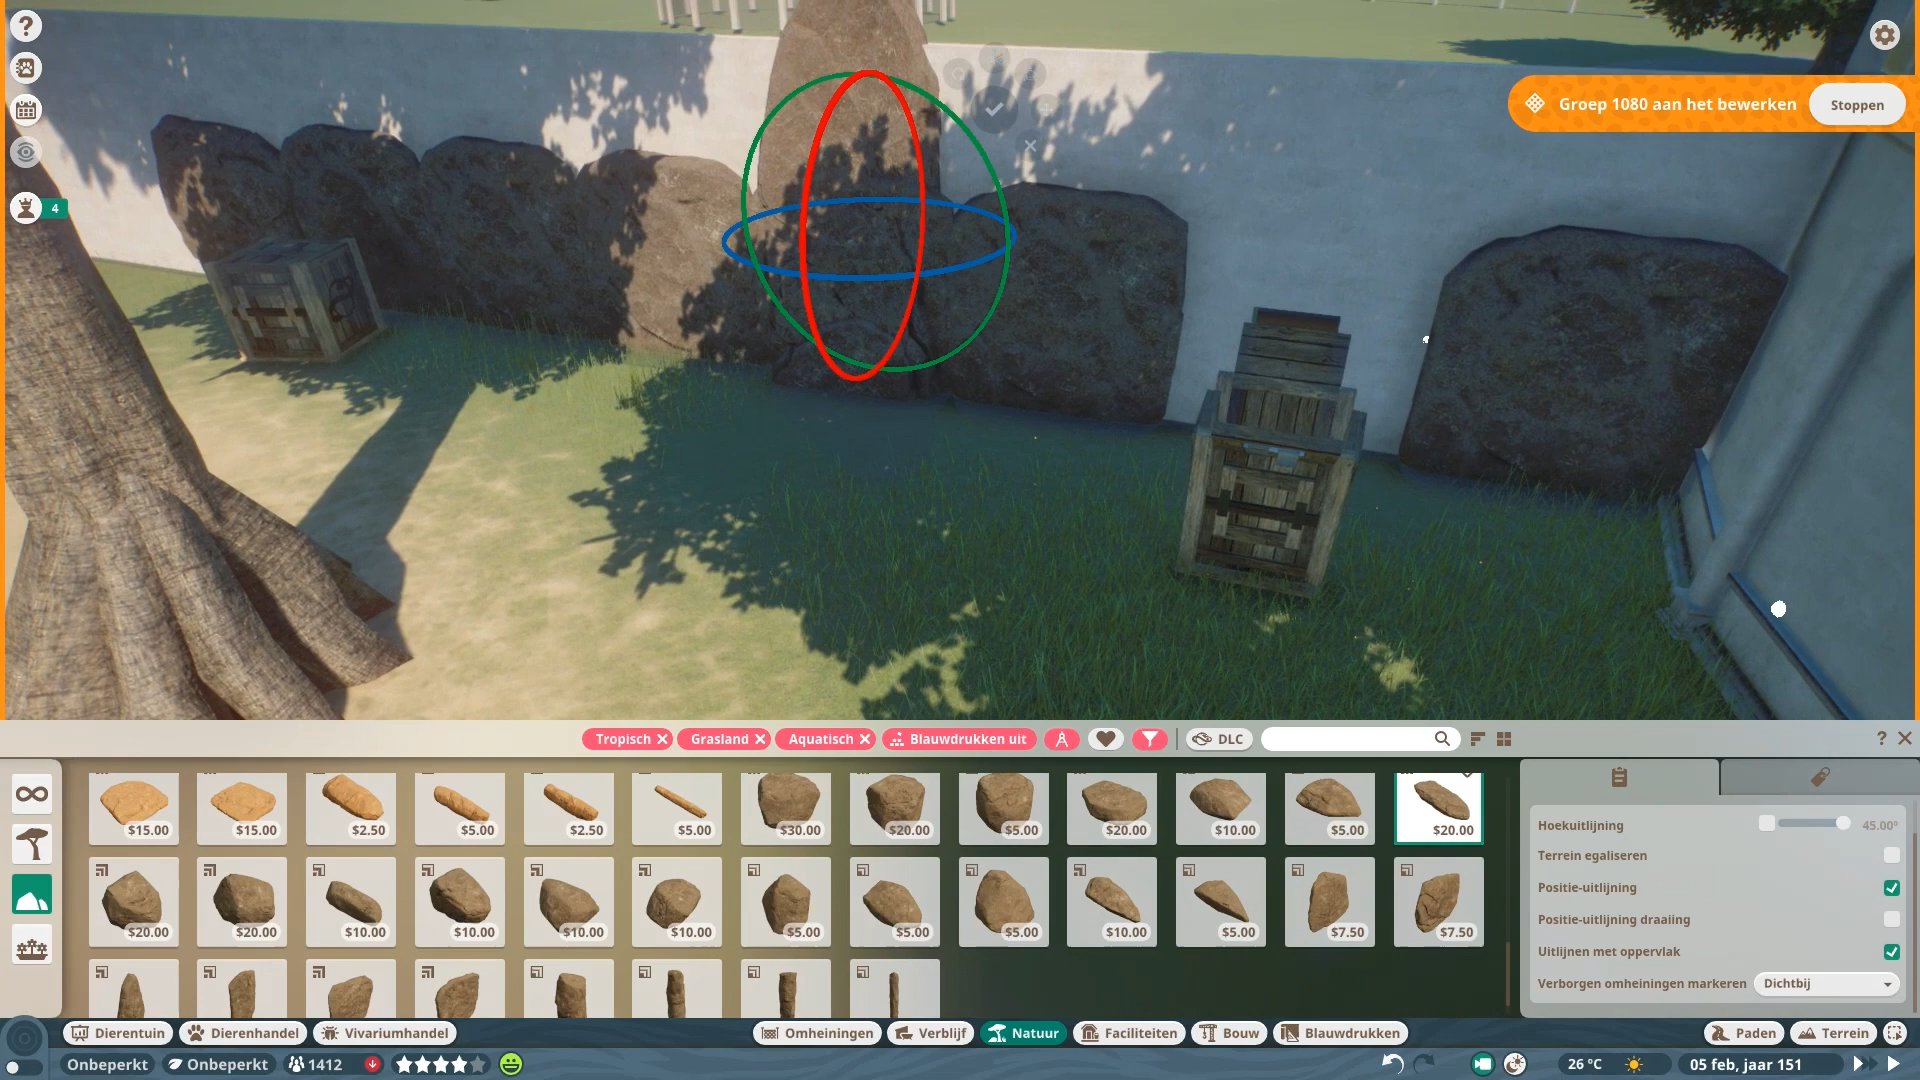 ?
4
Groep 1080 aan het bewerken
Stoppen
Tropisch
Grasland
Aquatisch
Blauwdrukken uit
DLC
?
$15.00
$15.00
$2.50
$5.00
$2.50
$5.00
$30.00
$20.00
$5.00
$20.00
$10.00
$5.00
$20.00
$20.00
$20.00
$10.00
$10.00
$10.00
$10.00
$5.00
$5.00
$5.00
$10.00
$5.00
$7.50
$7.50
Hoekuitlijning
45.00°
Terrein egaliseren
Positie-uitlijning
Positie-uitlijning draaiing
Uitlijnen met oppervlak
Verborgen omheiningen markeren
Dichtbij
Dierentuin
Dierenhandel
Vivariumhandel
Omheiningen
Verblijf
Natuur
Faciliteiten
Bouw
Blauwdrukken
Paden
Terrein
Onbeperkt
Onbeperkt
1412
26 °C
05 feb, jaar 151